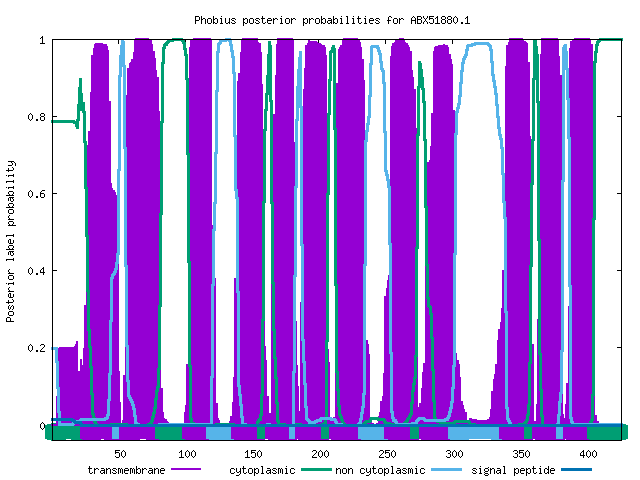 Phobius posterior probabilities for ABX51880.1
1
0.8
0.6
0.4
0.2
0
Posterior label probability
50 100 150 200 250 300 350 400
transmembrane cytoplasmic non cytoplasmic signal peptide